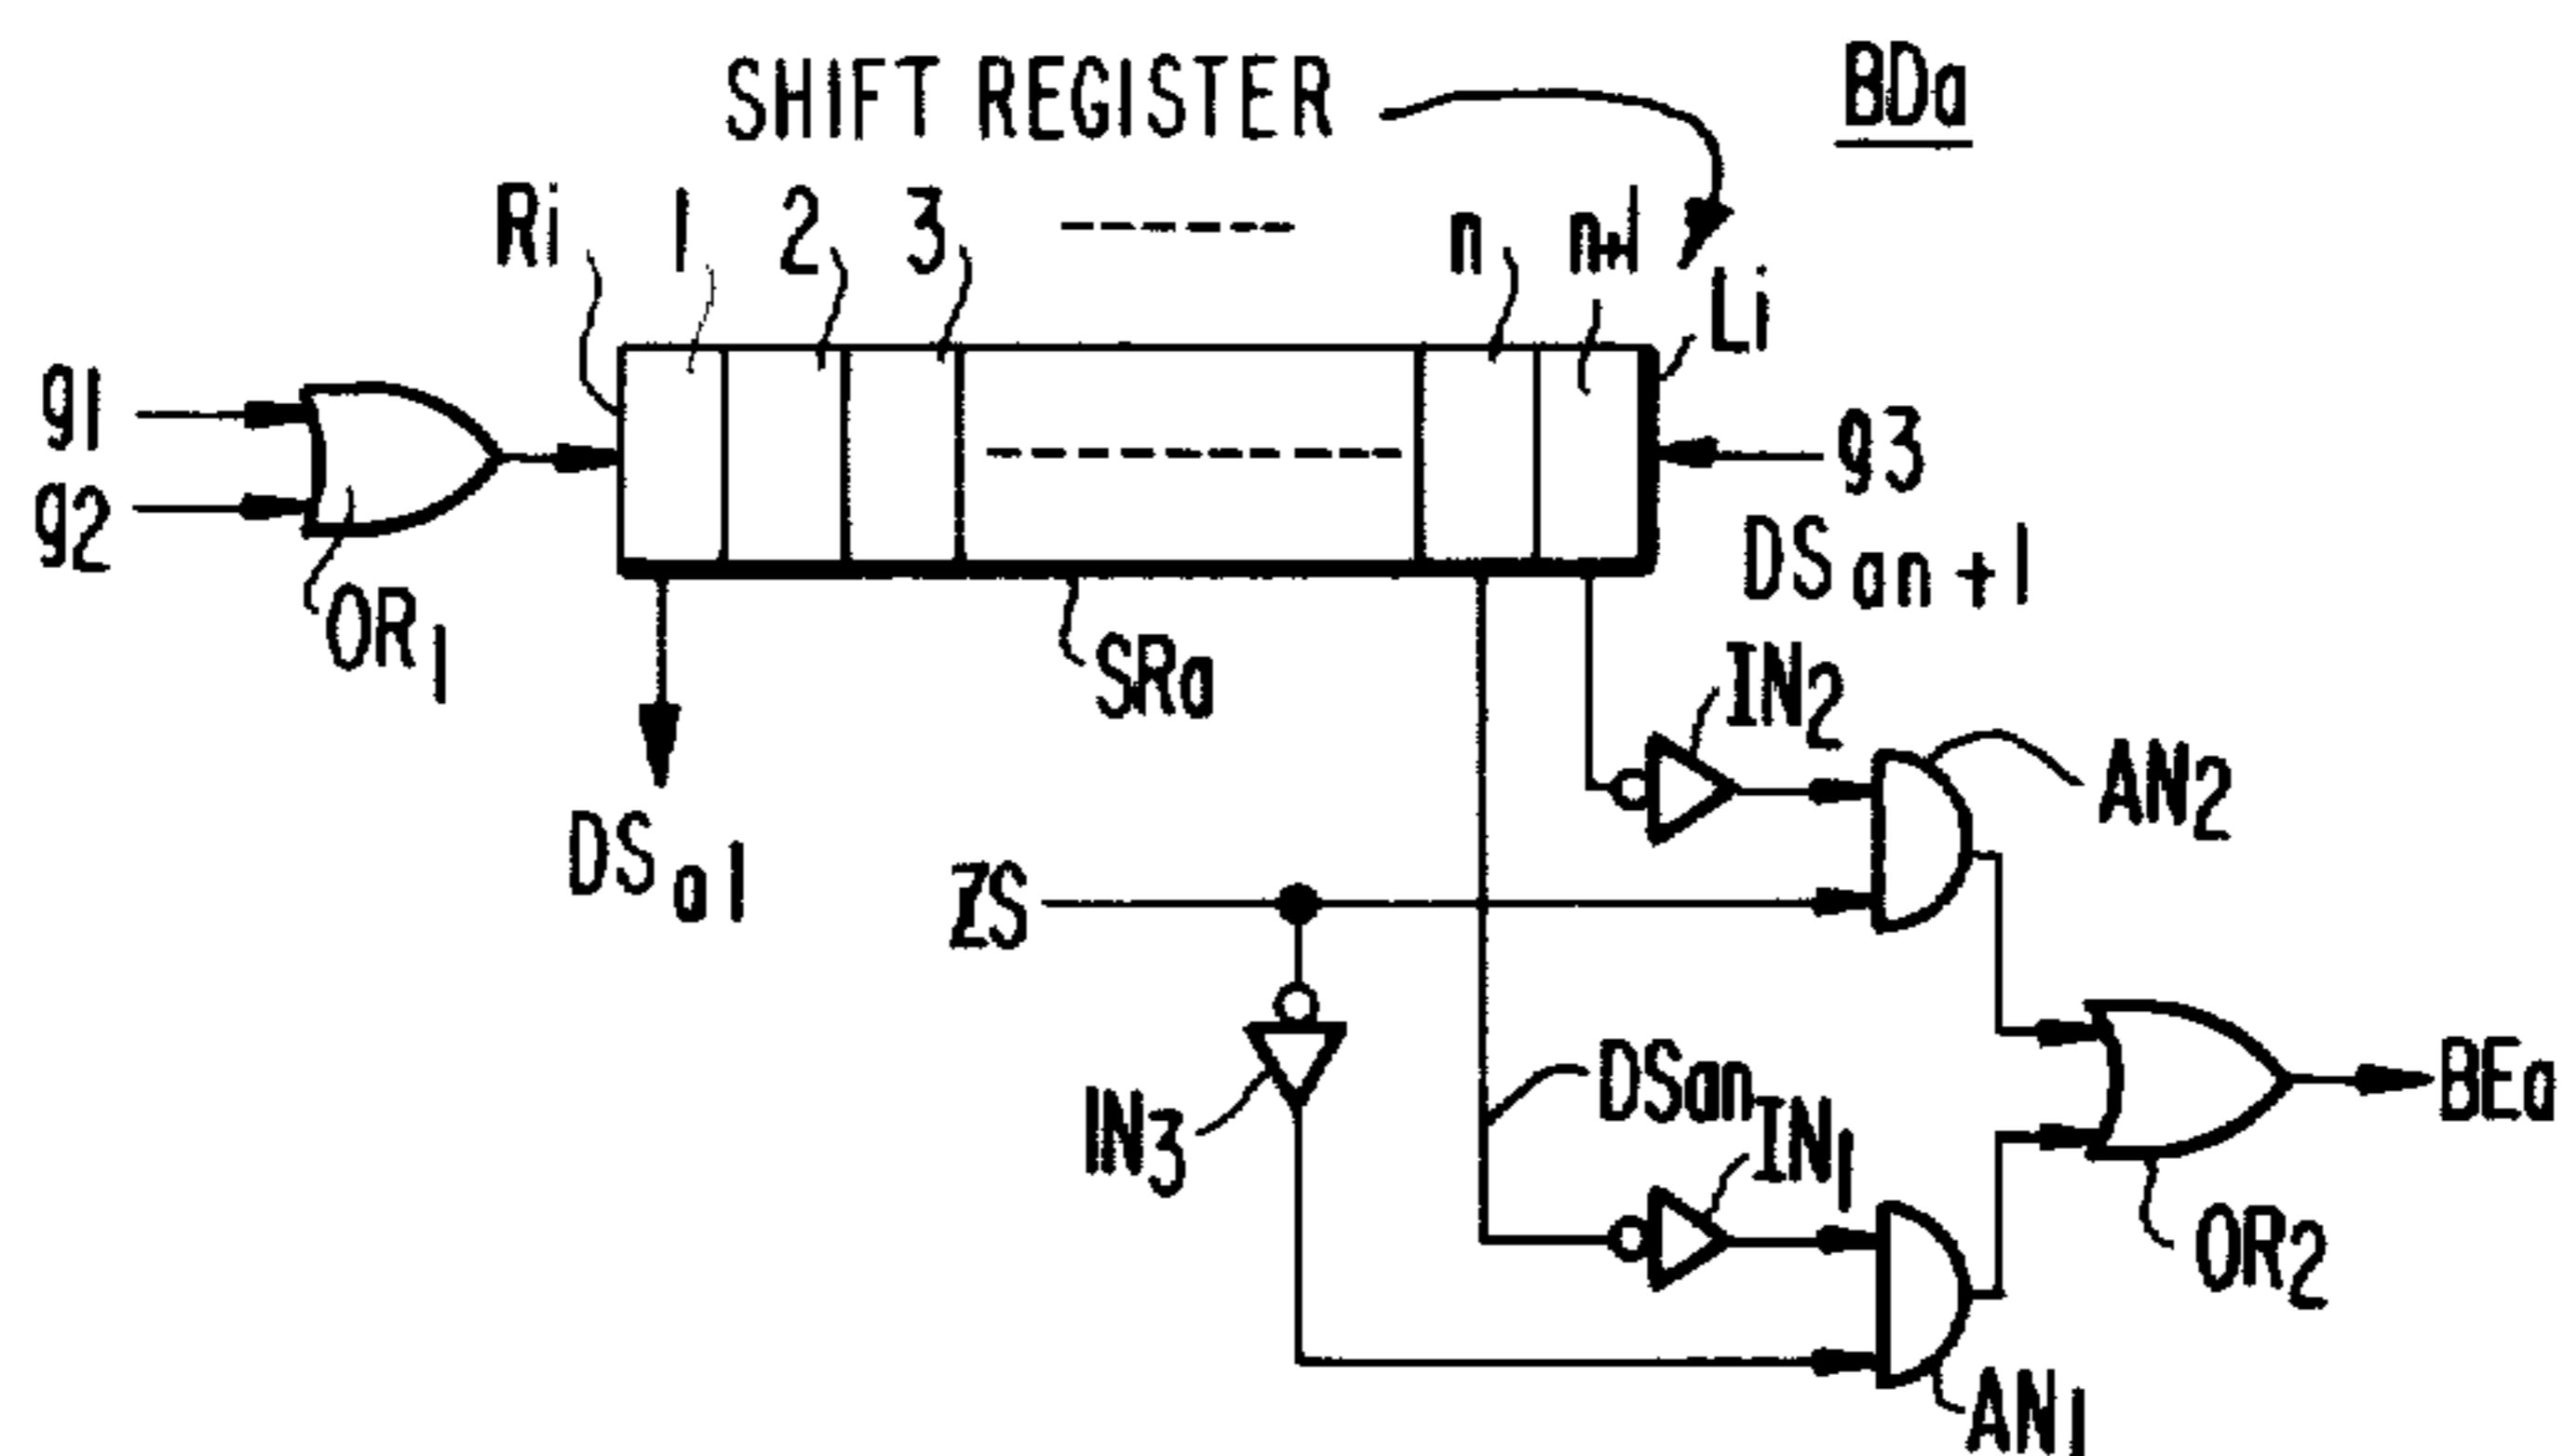 SHIFT REGISTER
BDa
Ri 1 2 3 ------ n n+1
Li
g1
g2
g3
OR1
DSan+1
SRa
IN2
AN2
DSa1
ZS
IN3
DSan
IN1
BEa
OR2
AN1